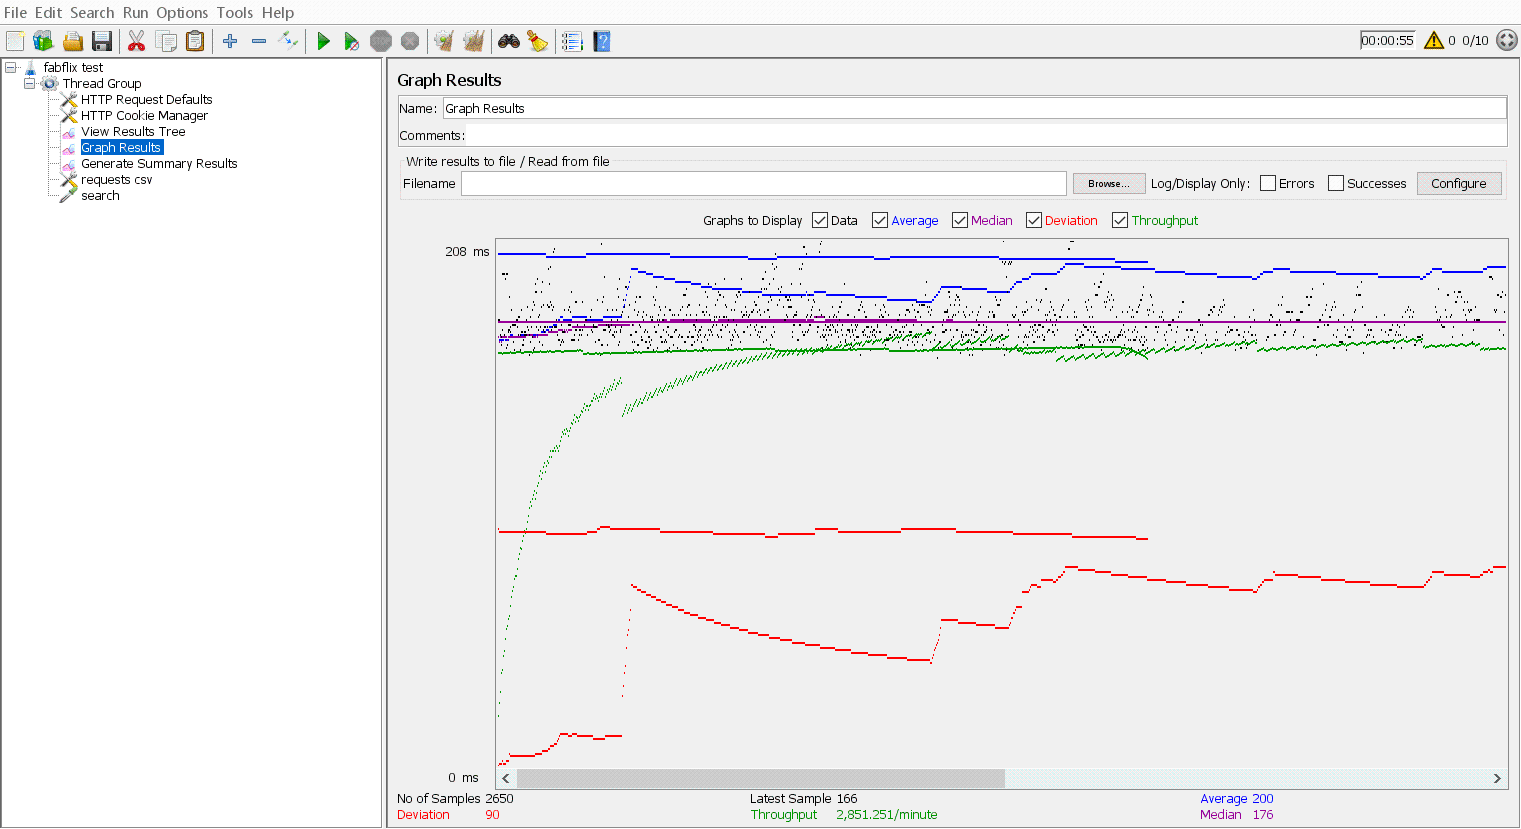 File Edit Search Run Options Tools Help
00:00:55 0 0/10
fabflix test
Thread Group
HTTP Request Defaults
HTTP Cookie Manager
View Results Tree
Graph Results
Generate Summary Results
requests csv
search
Graph Results
Name: Graph Results
Comments:
Write results to file / Read from file
Filename Browse... Log/Display Only: Errors Successes Configure
Graphs to Display Data Average Median Deviation Throughput
208 ms
0 ms
No of Samples 2650 Latest Sample 166 Average 200
Deviation 90 Throughput 2,851.251/minute Median 176